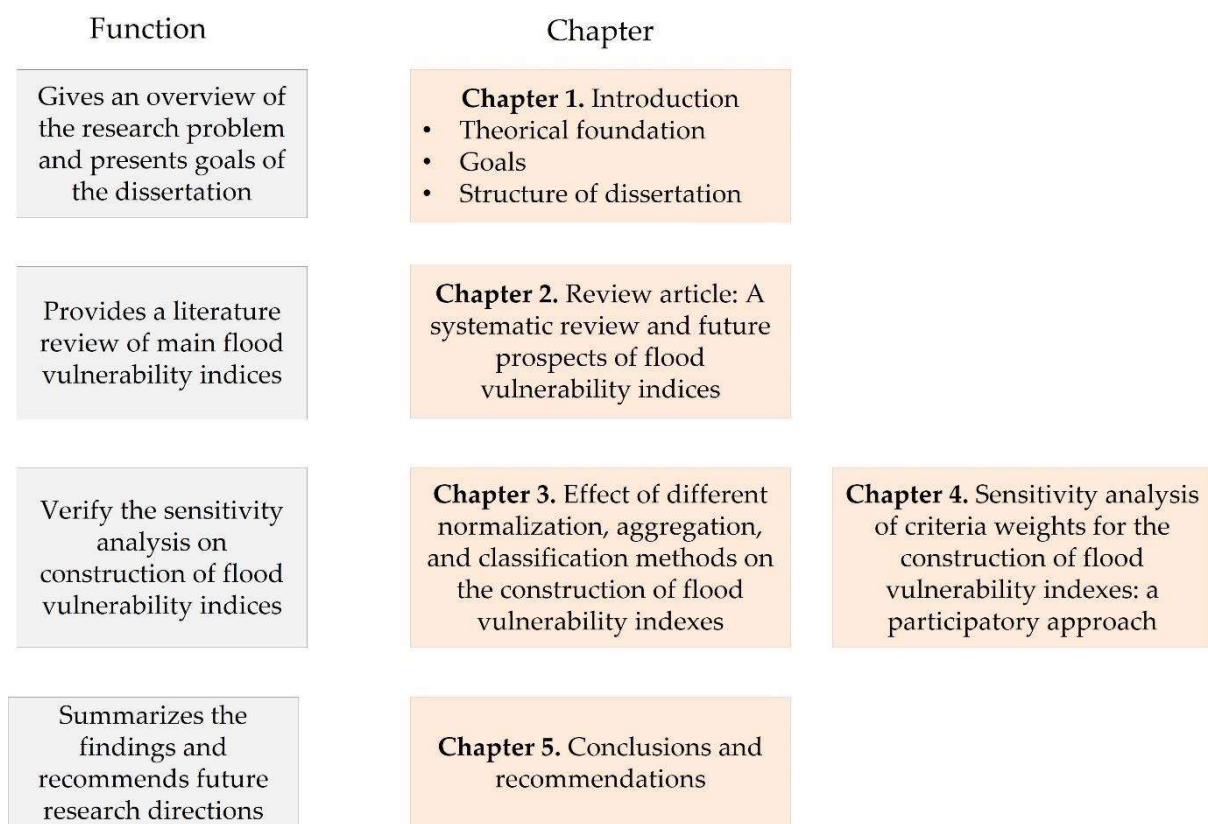 Function
Chapter
Gives an overview of
the research problem
and presents goals of
the dissertation
Chapter 1. Introduction
• Theorical foundation
• Goals
• Structure of dissertation
Provides a literature
review of main flood
vulnerability indices
Chapter 2. Review article: A
systematic review and future
prospects of flood
vulnerability indices
Verify the sensitivity
analysis on
construction of flood
vulnerability indices
Chapter 3. Effect of different
normalization, aggregation,
and classification methods on
the construction of flood
vulnerability indexes
Chapter 4. Sensitivity analysis
of criteria weights for the
construction of flood
vulnerability indexes: a
participatory approach
Summarizes the
findings and
recommends future
research directions
Chapter 5. Conclusions and
recommendations